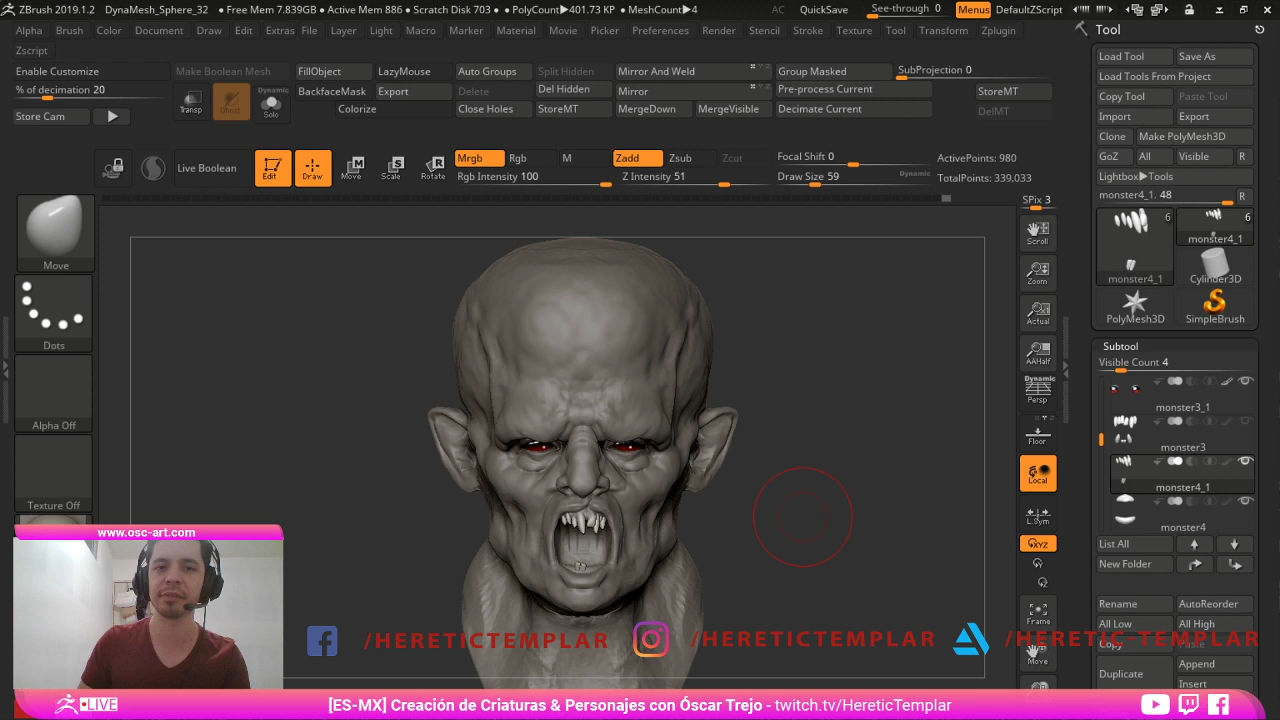 ZBrush 2019.1.2 DynaMesh_Sphere_32 • Free Mem 7.839GB • Active Mem 886 • Scratch Disk 703 • • PolyCount▶401.73 KP • MeshCount▶4 AC QuickSave See-through 0 Menus DefaultZScript
Alpha Brush Color Document Draw Edit Extras File Layer Light Macro Marker Material Movie Picker Preferences Render Stencil Stroke Texture Tool Transform Zplugin
Zscript
Enable Customize
% of decimation 20
Store Cam
Make Boolean Mesh
Transp
Ghost
Dynamic
Solo
FillObject LazyMouse Auto Groups Split Hidden Mirror And Weld Group Masked SubProjection 0
BackfaceMask Export Delete Del Hidden Mirror Pre-process Current StoreMT
Colorize Close Holes StoreMT MergeDown MergeVisible Decimate Current DelMT
Live Boolean
Edit
Draw
Move
Scale
Rotate
Mrgb Rgb M Zadd Zsub Zcut Focal Shift 0 ActivePoints: 980
Rgb Intensity 100 Z Intensity 51 Draw Size 59 Dynamic TotalPoints: 339,033
Move
Dots
Alpha Off
Texture Off
SPix 3
Scroll
Zoom
Actual
AAHalf
Dynamic
Persp
Floor
Local
L.Sym
XYZ
Frame
Move
Tool
Load Tool Save As
Load Tools From Project
Copy Tool Paste Tool
Import Export
Clone Make PolyMesh3D
GoZ All Visible R
Lightbox▶Tools
monster4_1. 48 R
6 6
monster4_1
monster4_1 Cylinder3D
PolyMesh3D SimpleBrush
Subtool
Visible Count 4
monster3_1
monster3
monster4_1
monster4
List All
New Folder
Rename AutoReorder
All Low All High
Copy Paste
Duplicate Append
Insert
www.osc-art.com
/HERETICTEMPLAR /HERETICTEMPLAR /HERETIC_TEMPLAR
LIVE
[ES-MX] Creación de Criaturas & Personajes con Óscar Trejo - twitch.tv/HereticTemplar